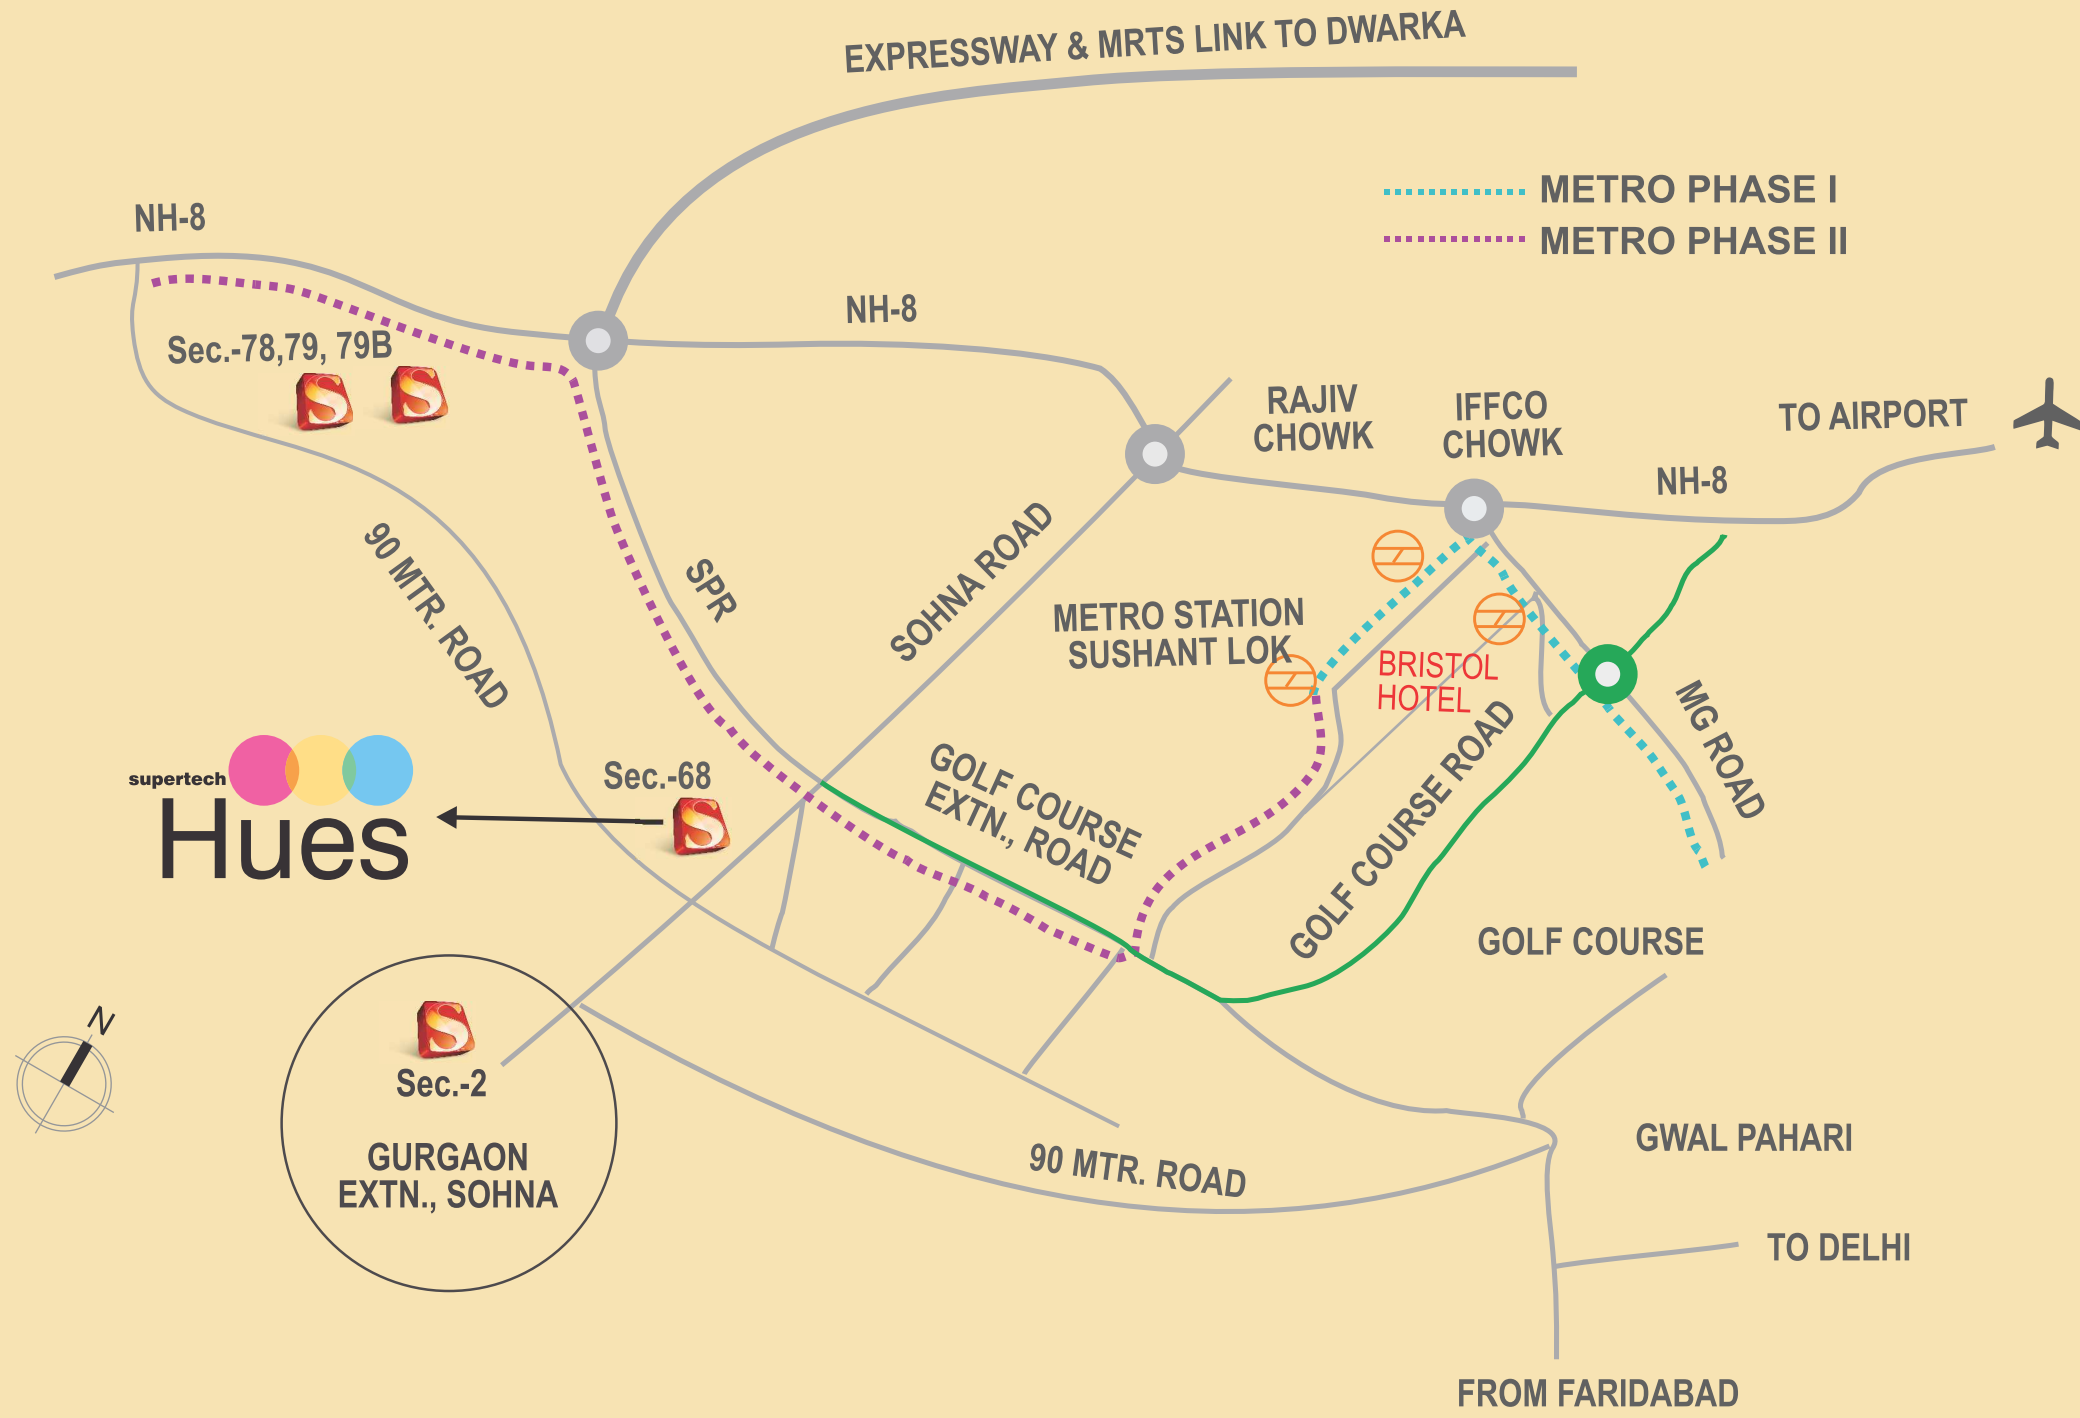 EXPRESSWAY & MRTS LINK TO DWARKA
METRO PHASE I
METRO PHASE II
NH-8
NH-8
Sec.-78,79, 79B
S
S
RAJIV
CHOWK
IFFCO
CHOWK
TO AIRPORT
NH-8
90 MTR. ROAD
SPR
SOHNA ROAD
METRO STATION
SUSHANT LOK
BRISTOL
HOTEL
MG ROAD
supertech
Hues
Sec.-68
S
GOLF COURSE
EXTN., ROAD
GOLF COURSE ROAD
GOLF COURSE
N
S
Sec.-2
GURGAON
EXTN., SOHNA
90 MTR. ROAD
GWAL PAHARI
TO DELHI
FROM FARIDABAD